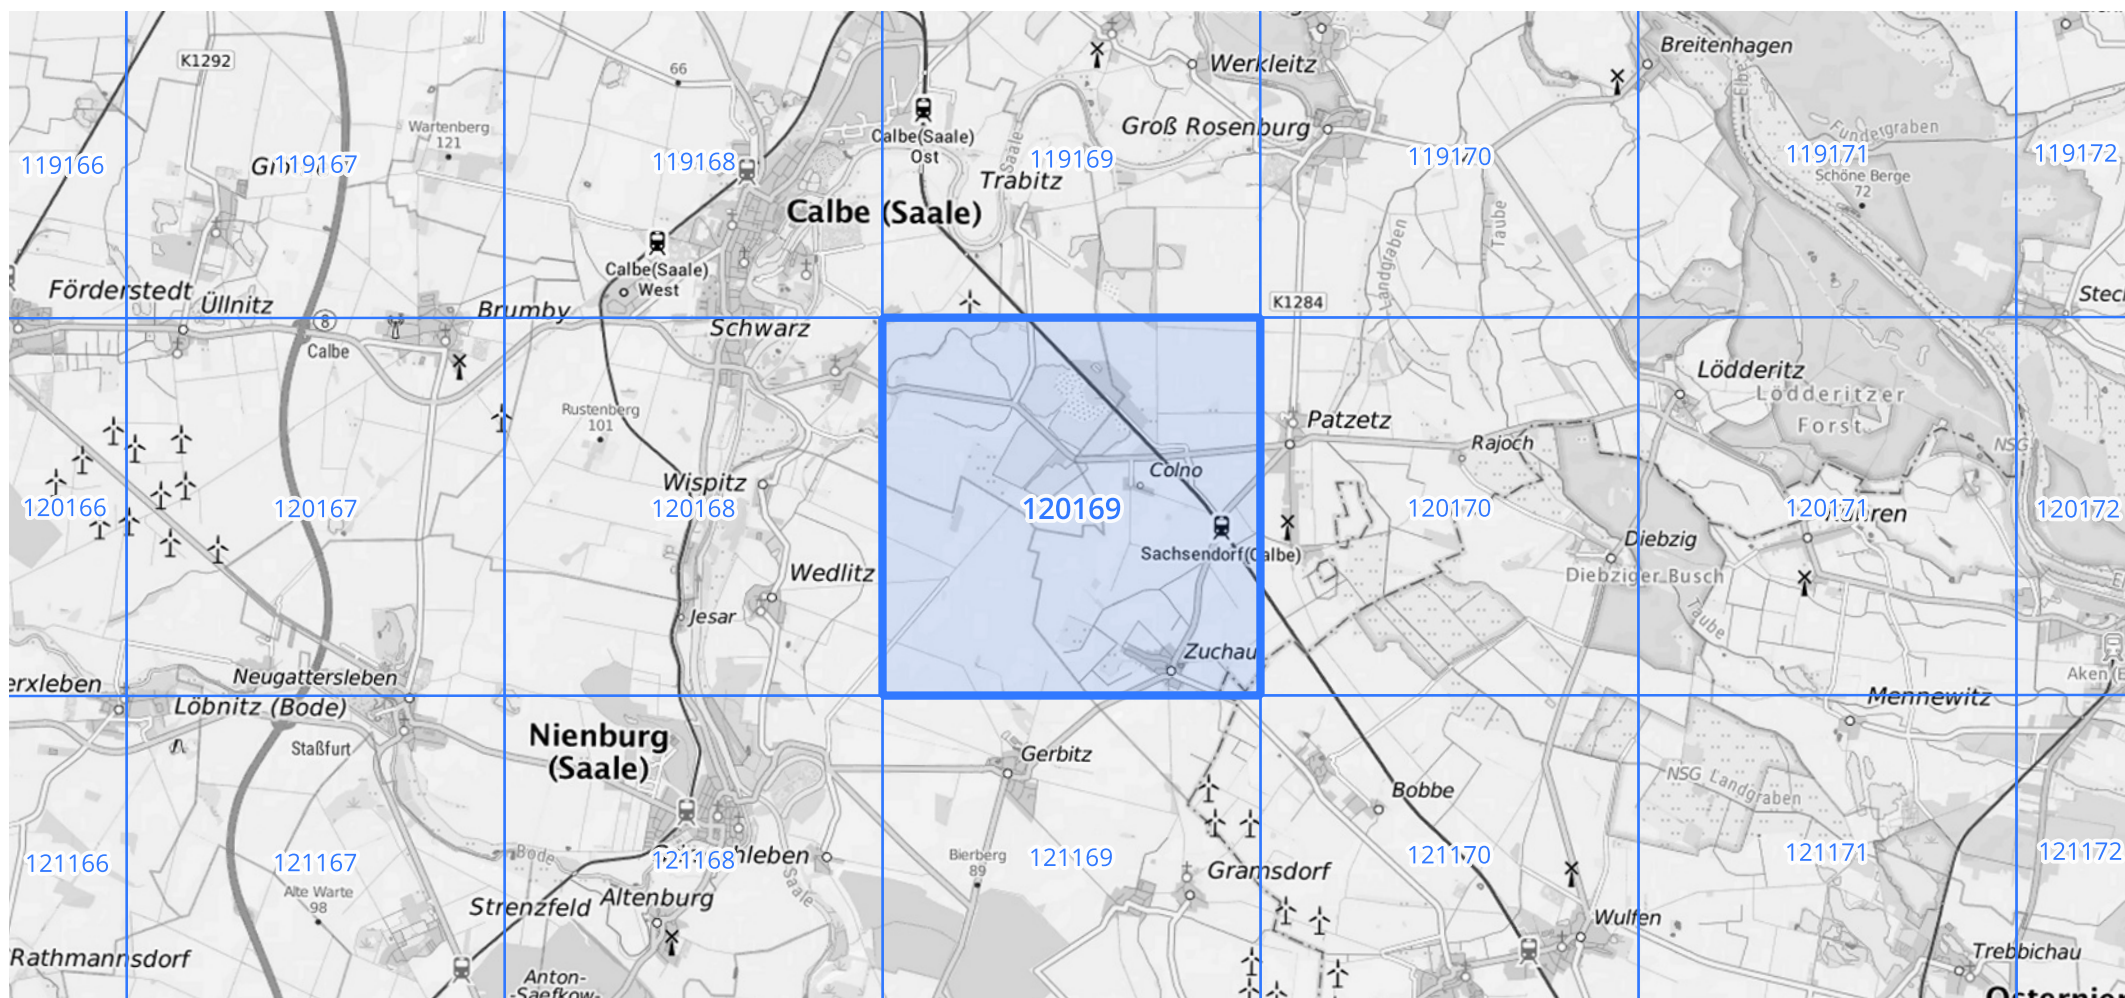 K1292
66
Werkleitz
Breitenhagen
Elbe
Wartenberg
121
Calbe(Saale)
Ost
Saale
Groß Rosenburg
Fundergraben
119166
119167
119168
119169
119170
119171
119172
Trabitz
Schöne Berge
72
Calbe (Saale)
Landgraben
Taube
Calbe(Saale)
West
Förderstedt
Üllnitz
Brumby
K1284
Stec
8
Calbe
Schwarz
Lödderitz
Lödderitzer
Forst
Rustenberg
101
Patzetz
Rajoch
NSG
Colno
Wispitz
120166
120167
120168
120169
120170
120171
120172
Sachsendorf(Calbe)
Diebzig
Diebziger Busch
Wedlitz
Jesar
Taube
Zuchau
Aken (E
erxleben
Neugattersleben
Löbnitz (Bode)
Mennewitz
Staßfurt
Nienburg
(Saale)
Gerbitz
NSG Landgraben
Bobbe
Bode
121166
121167
121168
121169
121170
121171
121172
hleben
Saale
Bierberg
89
Gramsdorf
Alte Warte
98
Strenzfeld
Altenburg
Wulfen
Rathmannsdorf
Trebbichau
Anton-
-Saefkow-